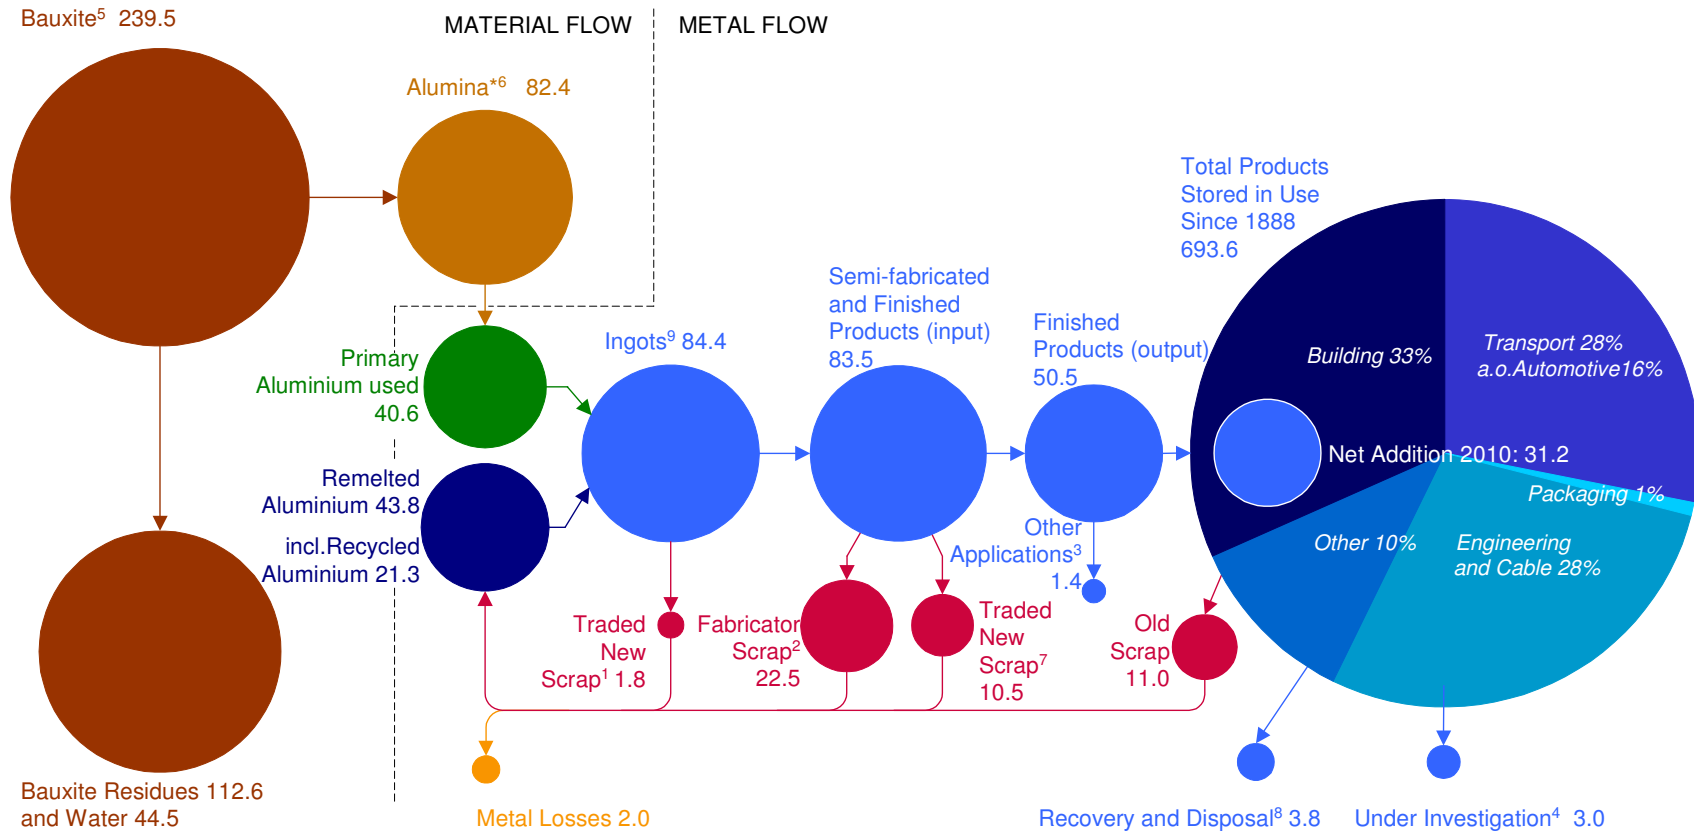 Bauxite⁵ 239.5
MATERIAL FLOW
METAL FLOW
Alumina*⁶ 82.4
Total Products
Stored in Use
Since 1888
693.6
Semi-fabricated
and Finished
Products (input)
83.5
Finished
Products (output)
50.5
Ingots⁹ 84.4
Primary
Aluminium used
40.6
Building 33%
Transport 28%
a.o.Automotive16%
Net Addition 2010: 31.2
Packaging 1%
Remelted
Aluminium 43.8
incl.Recycled
Aluminium 21.3
Other 10%
Engineering
and Cable 28%
Other
Applications³
1.4
Traded
New
Scrap¹ 1.8
Fabricator
Scrap²
22.5
Traded
New
Scrap⁷
10.5
Old
Scrap
11.0
Bauxite Residues 112.6
and Water 44.5
Metal Losses 2.0
Recovery and Disposal⁸ 3.8
Under Investigation⁴ 3.0